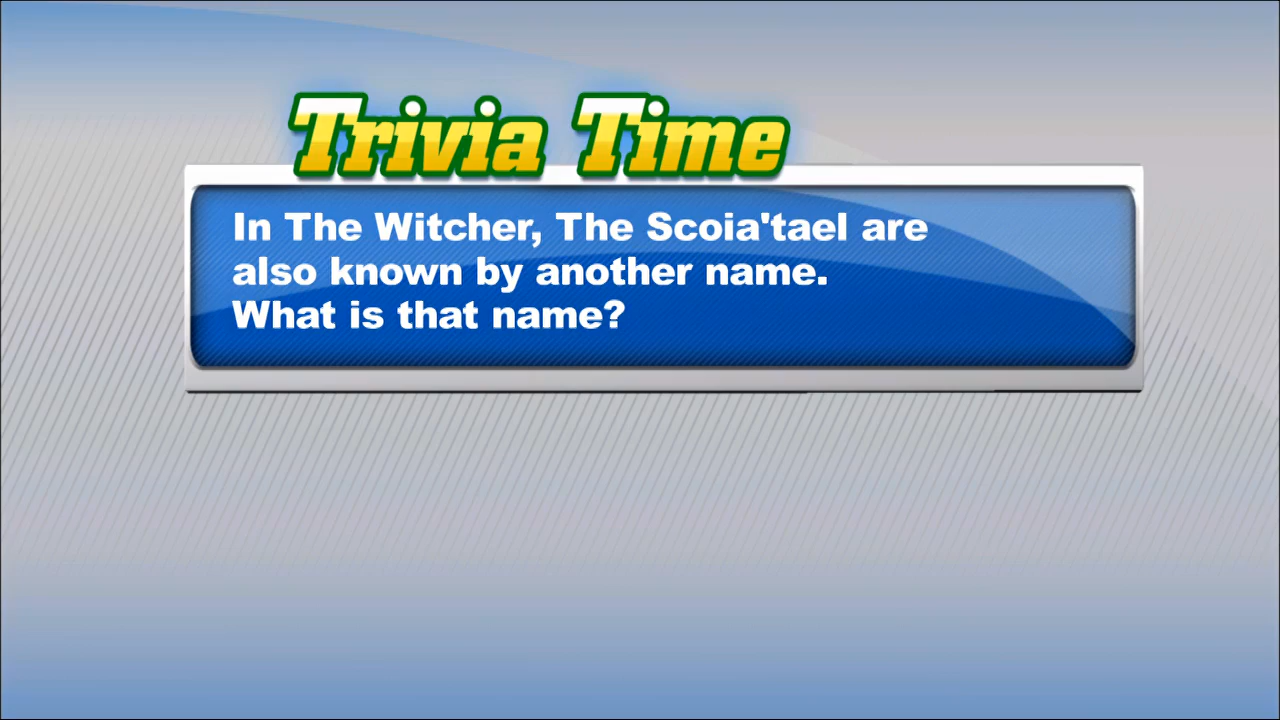 Trivia Time
In The Witcher, The Scoia'tael are
also known by another name.
What is that name?